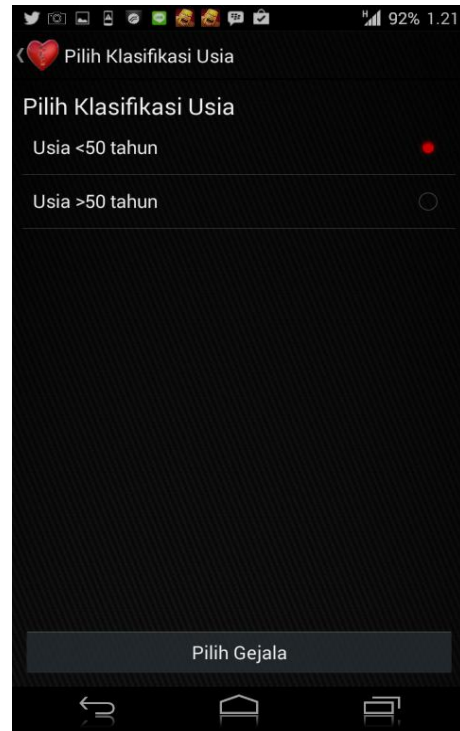 H 92% 1.21
Pilih Klasifikasi Usia
Pilih Klasifikasi Usia
Usia <50 tahun
Usia >50 tahun
Pilih Gejala